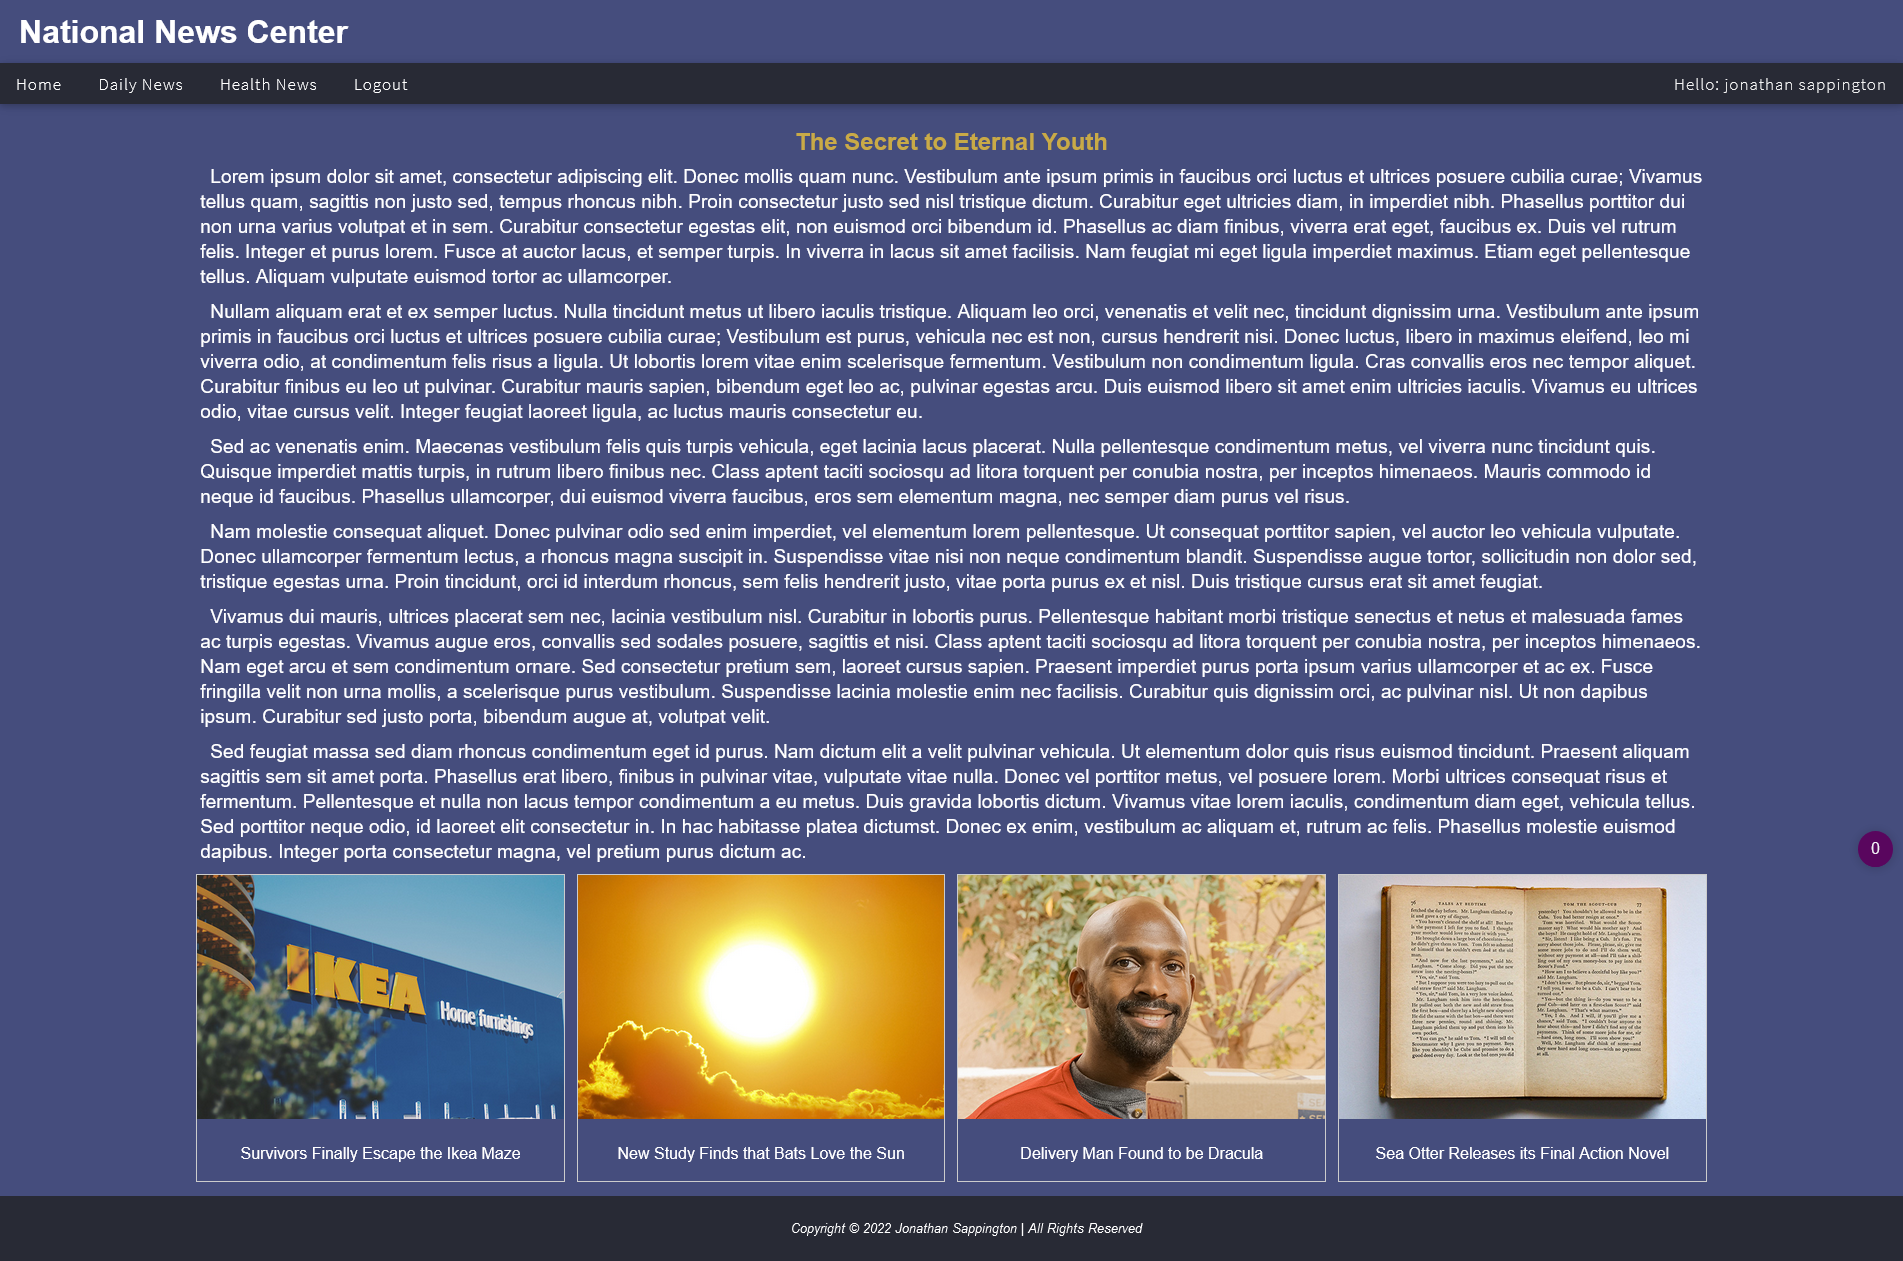 National News Center
Home Daily News Health News Logout Hello: jonathan sappington
The Secret to Eternal Youth
Lorem ipsum dolor sit amet, consectetur adipiscing elit. Donec mollis quam nunc. Vestibulum ante ipsum primis in faucibus orci luctus et ultrices posuere cubilia curae; Vivamus
tellus quam, sagittis non justo sed, tempus rhoncus nibh. Proin consectetur justo sed nisl tristique dictum. Curabitur eget ultricies diam, in imperdiet nibh. Phasellus porttitor dui
non urna varius volutpat et in sem. Curabitur consectetur egestas elit, non euismod orci bibendum id. Phasellus ac diam finibus, viverra erat eget, faucibus ex. Duis vel rutrum
felis. Integer et purus lorem. Fusce at auctor lacus, et semper turpis. In viverra in lacus sit amet facilisis. Nam feugiat mi eget ligula imperdiet maximus. Etiam eget pellentesque
tellus. Aliquam vulputate euismod tortor ac ullamcorper.
Nullam aliquam erat et ex semper luctus. Nulla tincidunt metus ut libero iaculis tristique. Aliquam leo orci, venenatis et velit nec, tincidunt dignissim urna. Vestibulum ante ipsum
primis in faucibus orci luctus et ultrices posuere cubilia curae; Vestibulum est purus, vehicula nec est non, cursus hendrerit nisi. Donec luctus, libero in maximus eleifend, leo mi
viverra odio, at condimentum felis risus a ligula. Ut lobortis lorem vitae enim scelerisque fermentum. Vestibulum non condimentum ligula. Cras convallis eros nec tempor aliquet.
Curabitur finibus eu leo ut pulvinar. Curabitur mauris sapien, bibendum eget leo ac, pulvinar egestas arcu. Duis euismod libero sit amet enim ultricies iaculis. Vivamus eu ultrices
odio, vitae cursus velit. Integer feugiat laoreet ligula, ac luctus mauris consectetur eu.
Sed ac venenatis enim. Maecenas vestibulum felis quis turpis vehicula, eget lacinia lacus placerat. Nulla pellentesque condimentum metus, vel viverra nunc tincidunt quis.
Quisque imperdiet mattis turpis, in rutrum libero finibus nec. Class aptent taciti sociosqu ad litora torquent per conubia nostra, per inceptos himenaeos. Mauris commodo id
neque id faucibus. Phasellus ullamcorper, dui euismod viverra faucibus, eros sem elementum magna, nec semper diam purus vel risus.
Nam molestie consequat aliquet. Donec pulvinar odio sed enim imperdiet, vel elementum lorem pellentesque. Ut consequat porttitor sapien, vel auctor leo vehicula vulputate.
Donec ullamcorper fermentum lectus, a rhoncus magna suscipit in. Suspendisse vitae nisi non neque condimentum blandit. Suspendisse augue tortor, sollicitudin non dolor sed,
tristique egestas urna. Proin tincidunt, orci id interdum rhoncus, sem felis hendrerit justo, vitae porta purus ex et nisl. Duis tristique cursus erat sit amet feugiat.
Vivamus dui mauris, ultrices placerat sem nec, lacinia vestibulum nisl. Curabitur in lobortis purus. Pellentesque habitant morbi tristique senectus et netus et malesuada fames
ac turpis egestas. Vivamus augue eros, convallis sed sodales posuere, sagittis et nisi. Class aptent taciti sociosqu ad litora torquent per conubia nostra, per inceptos himenaeos.
Nam eget arcu et sem condimentum ornare. Sed consectetur pretium sem, laoreet cursus sapien. Praesent imperdiet purus porta ipsum varius ullamcorper et ac ex. Fusce
fringilla velit non urna mollis, a scelerisque purus vestibulum. Suspendisse lacinia molestie enim nec facilisis. Curabitur quis dignissim orci, ac pulvinar nisl. Ut non dapibus
ipsum. Curabitur sed justo porta, bibendum augue at, volutpat velit.
Sed feugiat massa sed diam rhoncus condimentum eget id purus. Nam dictum elit a velit pulvinar vehicula. Ut elementum dolor quis risus euismod tincidunt. Praesent aliquam
sagittis sem sit amet porta. Phasellus erat libero, finibus in pulvinar vitae, vulputate vitae nulla. Donec vel porttitor metus, vel posuere lorem. Morbi ultrices consequat risus et
fermentum. Pellentesque et nulla non lacus tempor condimentum a eu metus. Duis gravida lobortis dictum. Vivamus vitae lorem iaculis, condimentum diam eget, vehicula tellus.
Sed porttitor neque odio, id laoreet elit consectetur in. In hac habitasse platea dictumst. Donec ex enim, vestibulum ac aliquam et, rutrum ac felis. Phasellus molestie euismod
dapibus. Integer porta consectetur magna, vel pretium purus dictum ac.
0
IKEA
Home furnishings
76 TALES AT BEDTIME
TOM THE SCOUT-CUB 77
Survivors Finally Escape the Ikea Maze
New Study Finds that Bats Love the Sun
Delivery Man Found to be Dracula
Sea Otter Releases its Final Action Novel
Copyright © 2022 Jonathan Sappington | All Rights Reserved